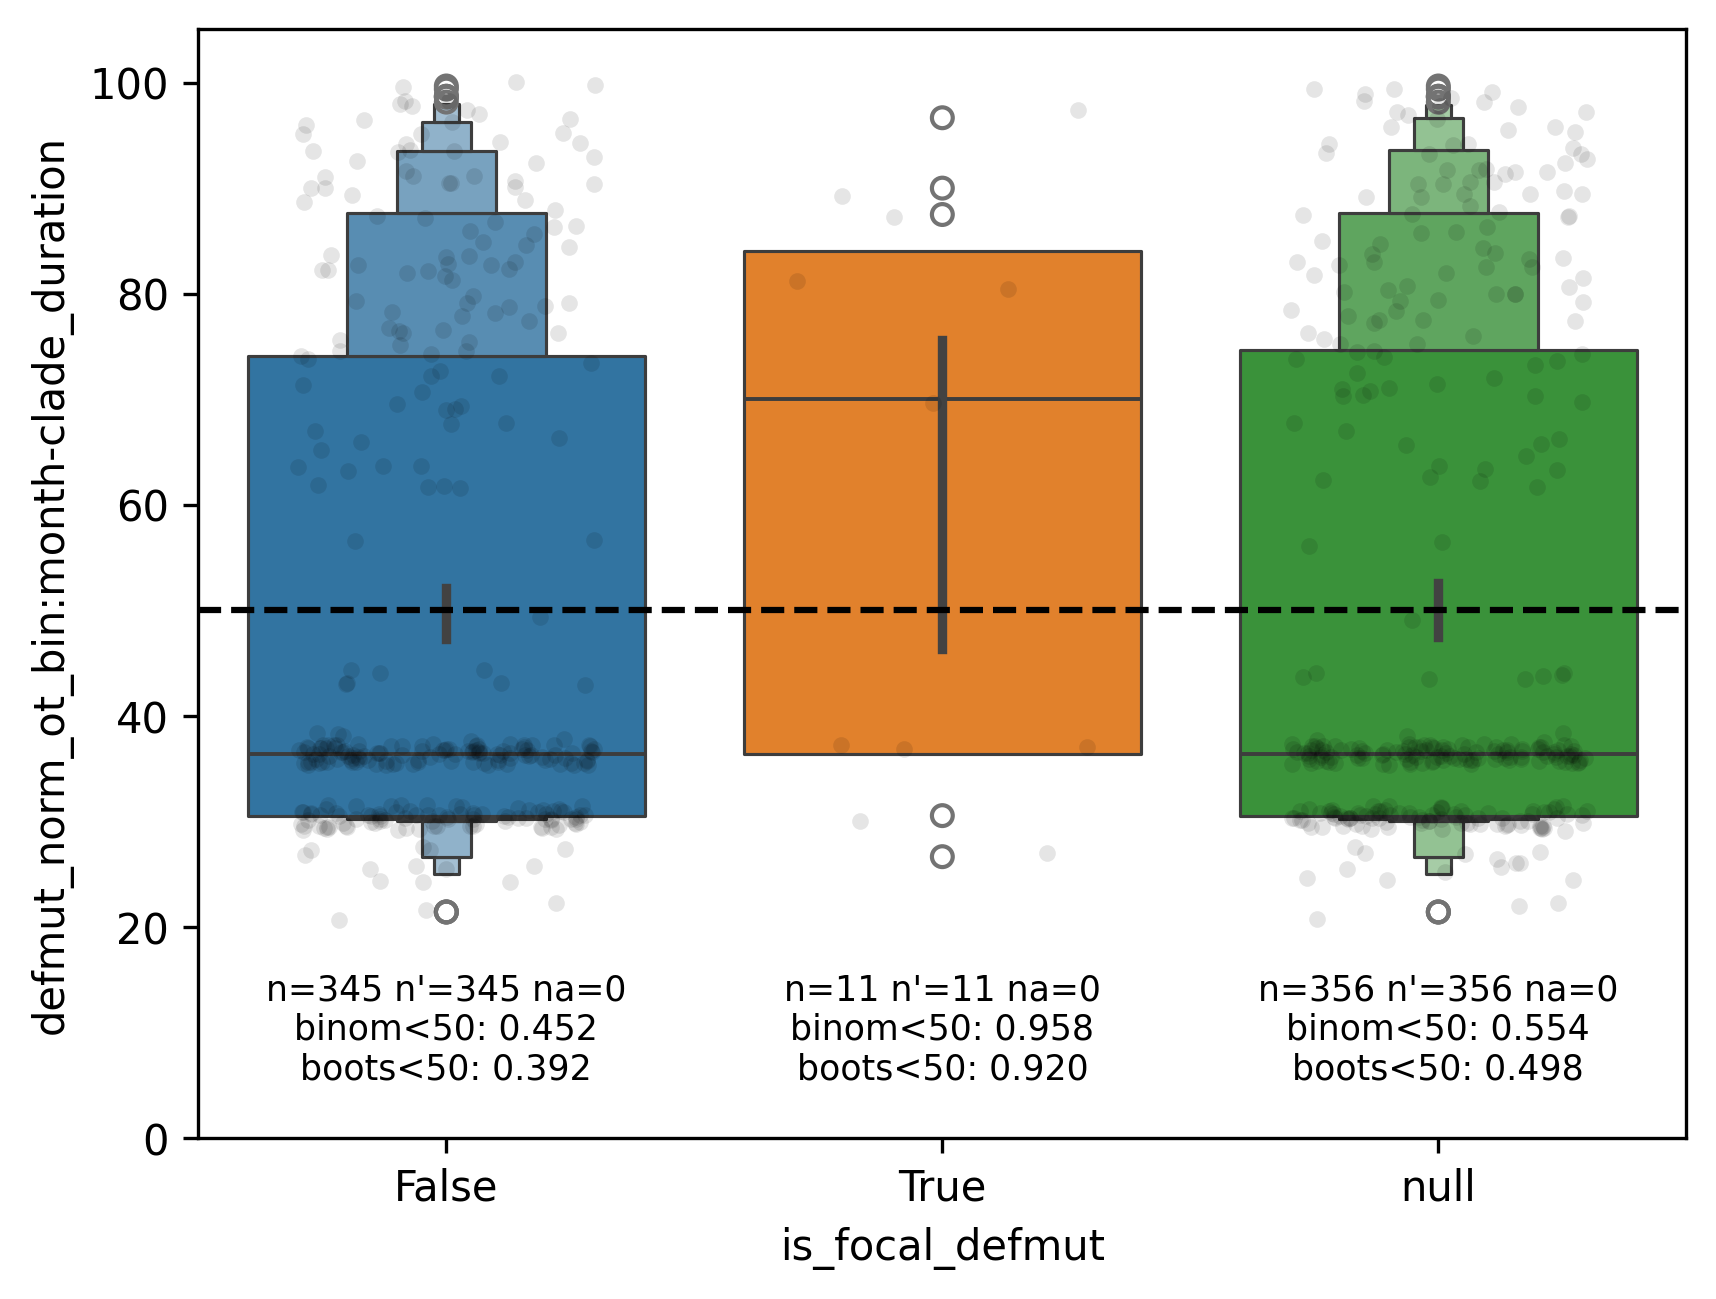 defmut_norm_ot_bin:month-clade_duration
100
80
60
40
20
0
n=345 n'=345 na=0
binom<50: 0.452
boots<50: 0.392
n=11 n'=11 na=0
binom<50: 0.958
boots<50: 0.920
n=356 n'=356 na=0
binom<50: 0.554
boots<50: 0.498
False
True
null
is_focal_defmut